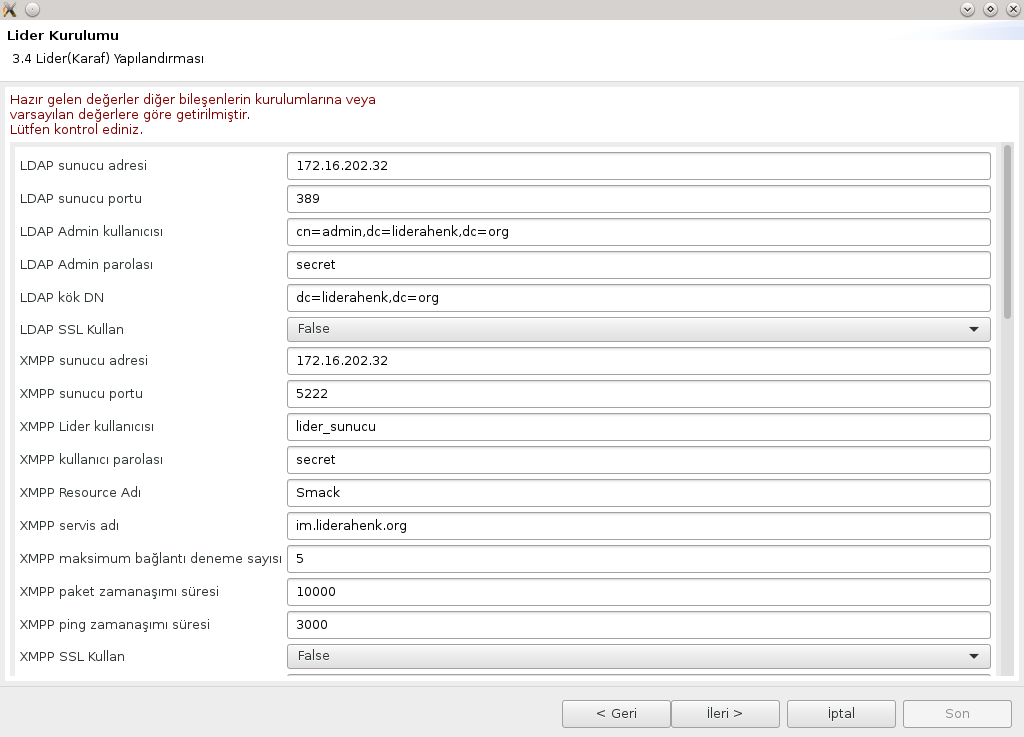 Lider Kurulumu
3.4 Lider(Karaf) Yapılandırması
Hazır gelen değerler diğer bileşenlerin kurulumlarına veya
varsayılan değerlere göre getirilmiştir.
Lütfen kontrol ediniz.
LDAP sunucu adresi 172.16.202.32
LDAP sunucu portu 389
LDAP Admin kullanıcısı cn=admin,dc=liderahenk,dc=org
LDAP Admin parolası secret
LDAP kök DN dc=liderahenk,dc=org
LDAP SSL Kullan False
XMPP sunucu adresi 172.16.202.32
XMPP sunucu portu 5222
XMPP Lider kullanıcısı lider_sunucu
XMPP kullanıcı parolası secret
XMPP Resource Adı Smack
XMPP servis adı im.liderahenk.org
XMPP maksimum bağlantı deneme sayısı 5
XMPP paket zamanaşımı süresi 10000
XMPP ping zamanaşımı süresi 3000
XMPP SSL Kullan False
< Geri İleri > İptal Son